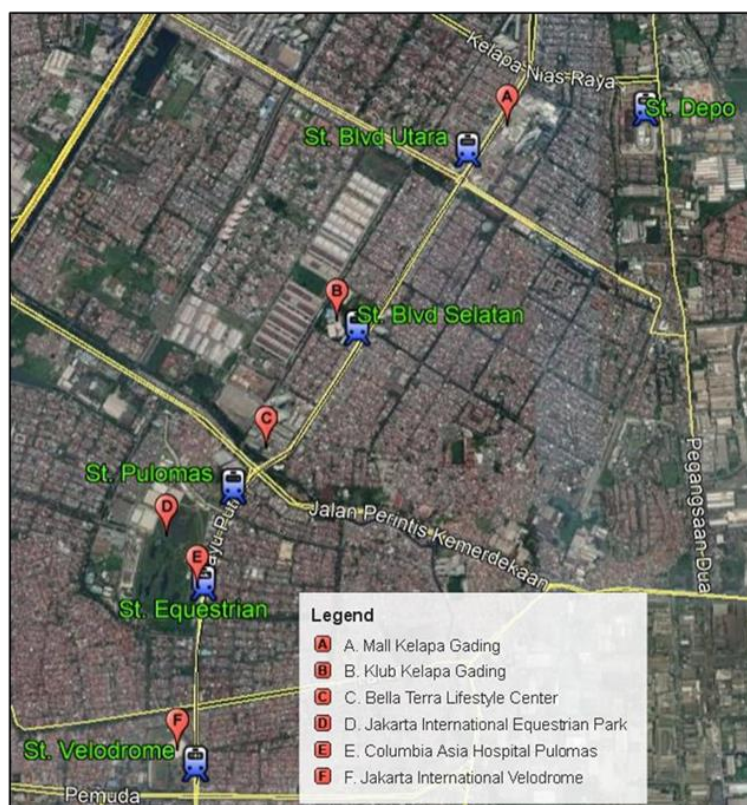 Kelapa Nias Raya
A
St. Depo
St. Blvd Utara
B
St. Blvd Selatan
C
St. Pulomas
D
Jalan Perintis Kemerdekaan
Pegangsaan Dua
E
St. Equestrian
Legend
A A. Mall Kelapa Gading
B B. Klub Kelapa Gading
C C. Bella Terra Lifestyle Center
D D. Jakarta International Equestrian Park
E E. Columbia Asia Hospital Pulomas
F F. Jakarta International Velodrome
F
St. Velodrome
Pemuda